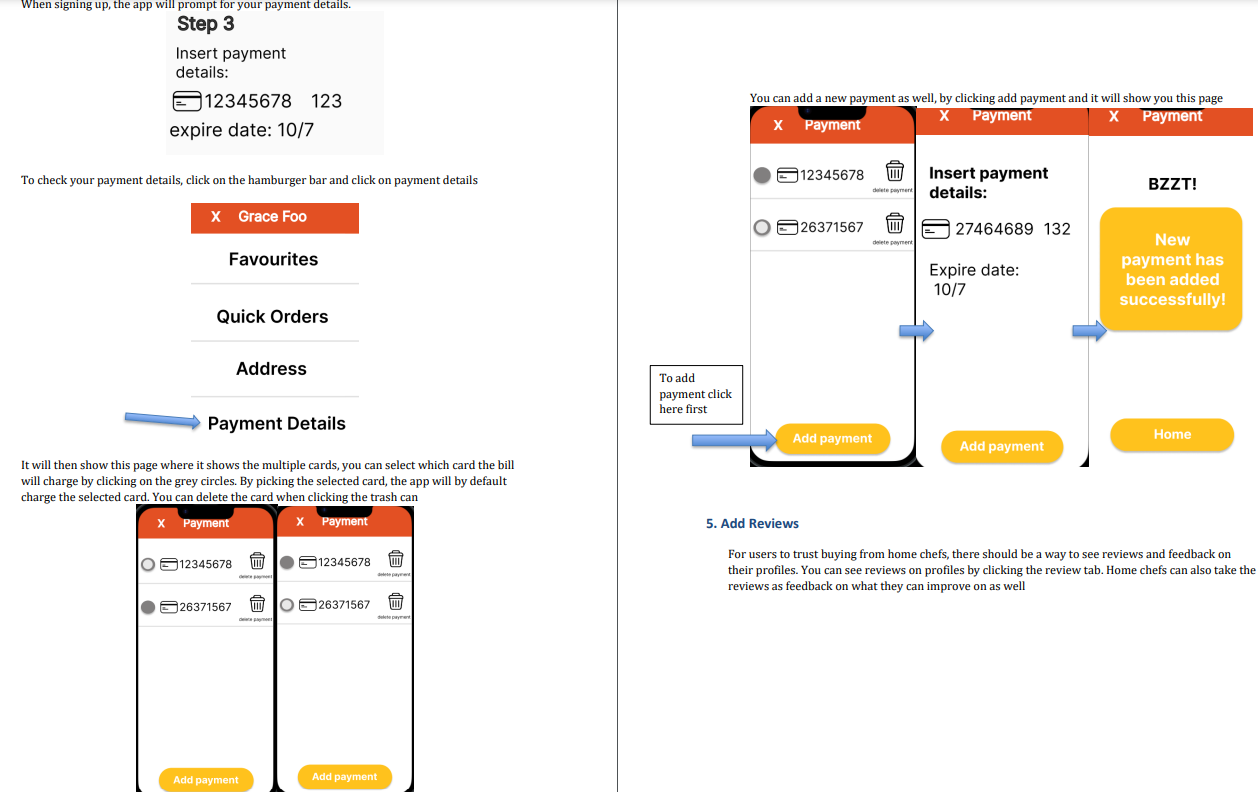 When signing up, the app will prompt for your payment details.
Step 3
Insert payment
details:
12345678 123
expire date: 10/7
To check your payment details, click on the hamburger bar and click on payment details
X Grace Foo
Favourites
Quick Orders
Address
Payment Details
It will then show this page where it shows the multiple cards, you can select which card the bill
will charge by clicking on the grey circles. By picking the selected card, the app will by default
charge the selected card. You can delete the card when clicking the trash can
X Payment
12345678
delete payment
26371567
delete payment
Add payment
X Payment
12345678
delete payment
26371567
delete payment
Add payment
You can add a new payment as well, by clicking add payment and it will show you this page
X Payment
12345678
delete payment
26371567
delete payment
To add
payment click
here first
Add payment
X Payment
Insert payment
details:
27464689 132
Expire date:
10/7
Add payment
X Payment
BZZT!
New
payment has
been added
successfully!
Home
5. Add Reviews
For users to trust buying from home chefs, there should be a way to see reviews and feedback on
their profiles. You can see reviews on profiles by clicking the review tab. Home chefs can also take the
reviews as feedback on what they can improve on as well